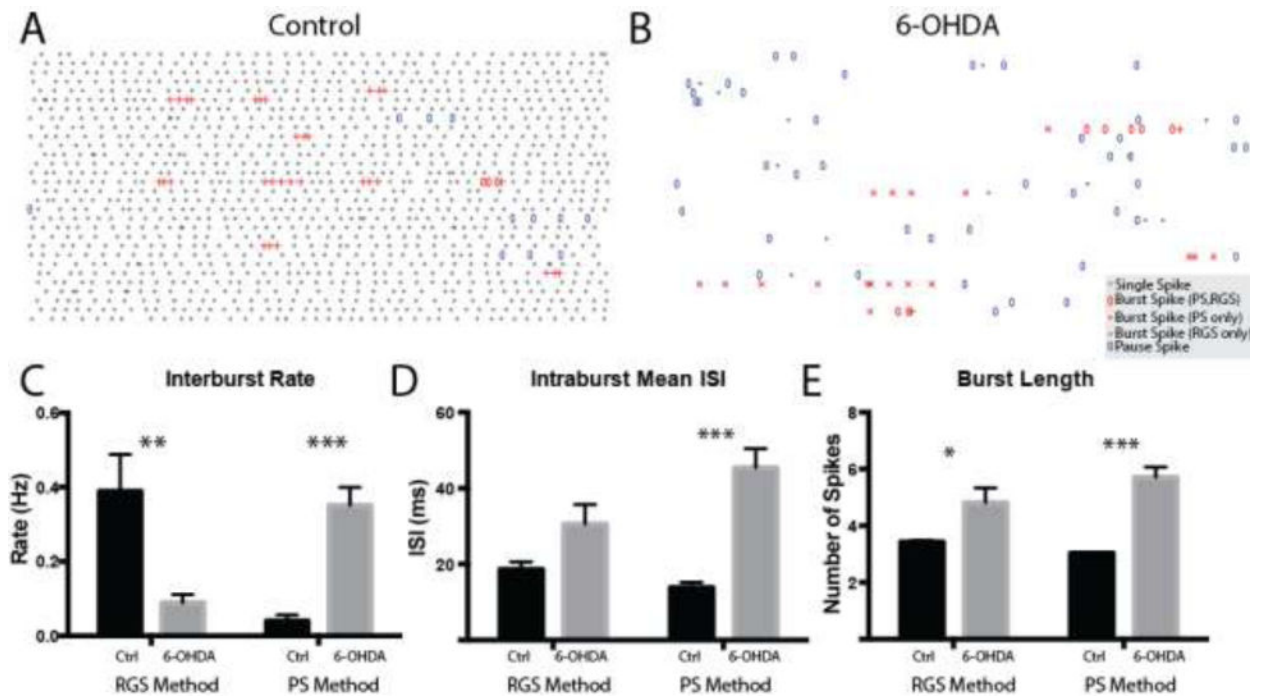 A Control
B 6-OHDA
Single Spike
Burst Spike (PS,RGS)
Burst Spike (PS only)
Burst Spike (RGS only)
Pause Spike
C Interburst Rate
**
***
0.6
0.4
0.2
0.0
Rate (Hz)
Ctrl 6-OHDA Ctrl 6-OHDA
RGS Method PS Method
D Intraburst Mean ISI
***
60
40
20
ISI (ms)
Ctrl 6-OHDA Ctrl 6-OHDA
RGS Method PS Method
E Burst Length
*
***
8
6
4
2
Number of Spikes
Ctrl 6-OHDA Ctrl 6-OHDA
RGS Method PS Method